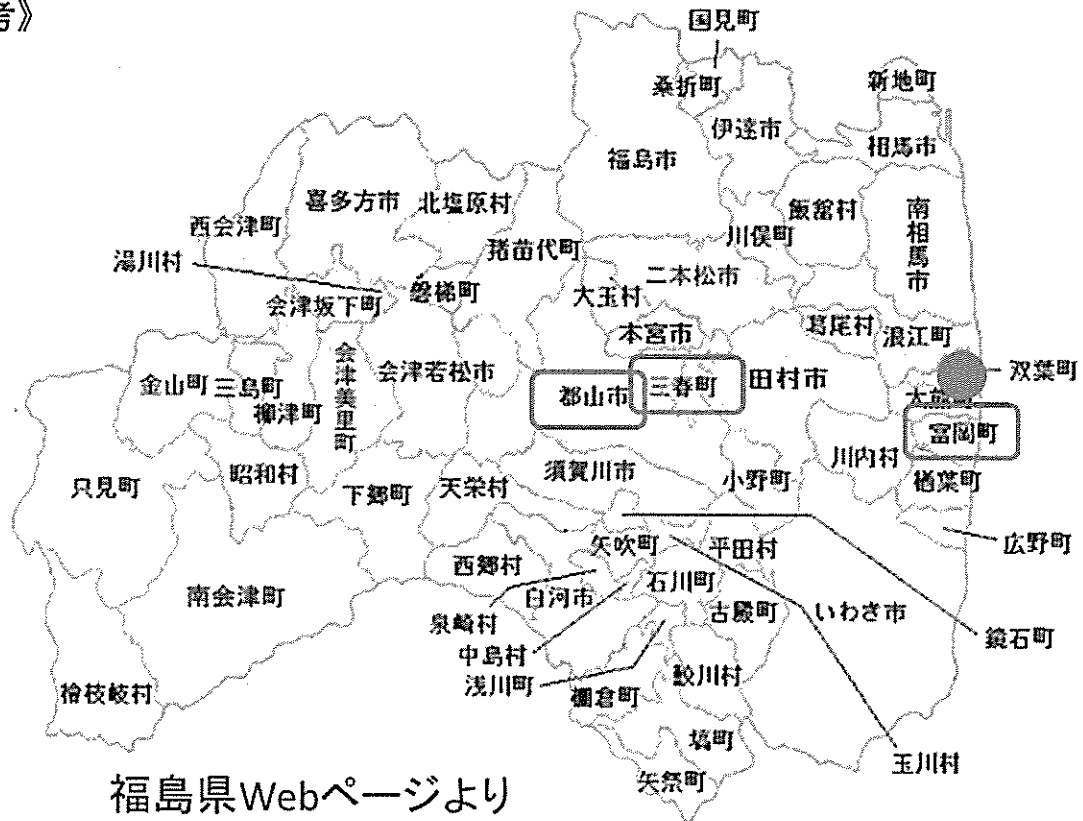 考》
国見町
桑折町
新地町
伊達市
相馬市
福島市
喜多方市
北塩原村
飯舘村
南相馬市
西会津町
川俣町
猪苗代町
湯川村
二本松市
磐梯町
大玉村
会津坂下町
葛尾村
浪江町
本宮市
会津美里町
会津若松市
双葉町
金山町
三島町
郡山市
三春町
田村市
柳津町
富岡町
川内村
須賀川市
昭和村
小野町
楢葉町
只見町
下郷町
天栄村
広野町
矢吹町
平田村
西郷村
石川町
南会津町
白河市
古殿町
いわき市
泉崎村
鏡石町
中島村
浅川町
鮫川村
檜枝岐村
棚倉町
塙町
玉川村
矢祭町
福島県Webページより